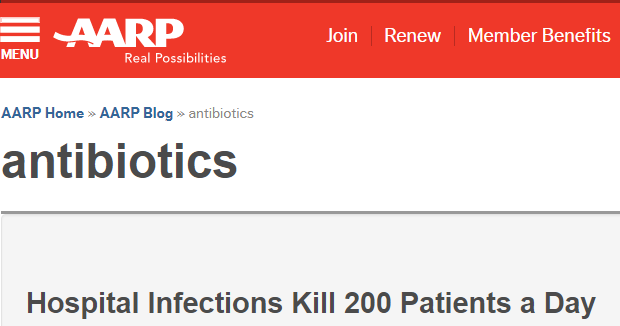 MENU
AARP
Real Possibilities
Join Renew Member Benefits
AARP Home » AARP Blog » antibiotics
antibiotics
Hospital Infections Kill 200 Patients a Day